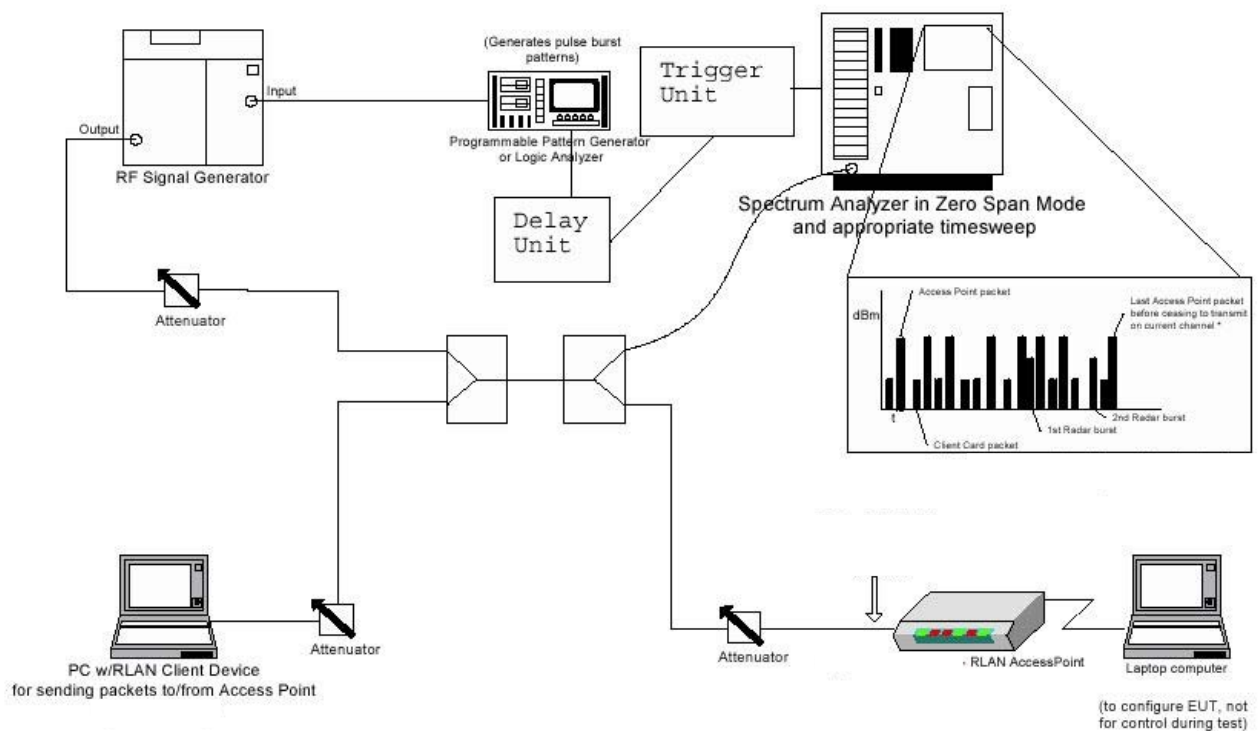 (Generates pulse burst
patterns)
Input
Output
RF Signal Generator
Programmable Pattern Generator
or Logic Analyzer
Trigger
Unit
Delay
Unit
Spectrum Analyzer in Zero Span Mode
and appropriate timesweep
Attenuator
dBm
Access Point packet
Last Access Point packet
before ceasing to transmit
on current channel *
t
2nd Radar burst
1st Radar burst
Client Card packet
PC w/RLAN Client Device
for sending packets to/from Access Point
Attenuator
Attenuator
RLAN AccessPoint
Laptop computer
(to configure EUT, not
for control during test)